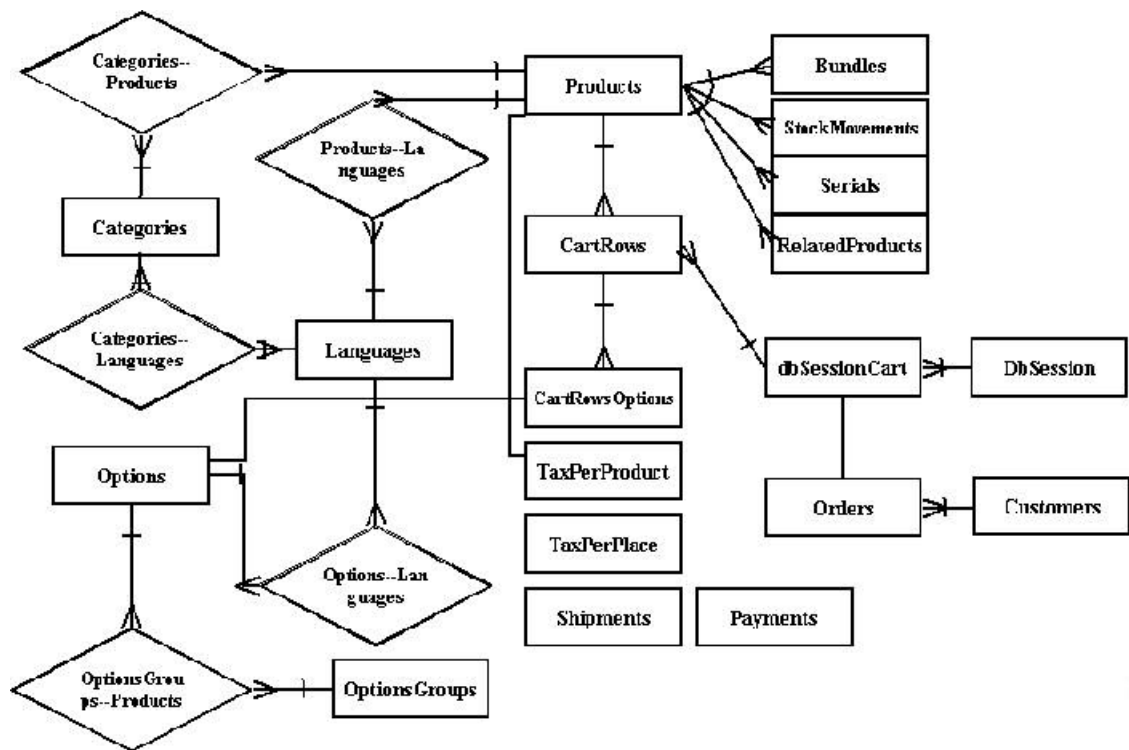 Categories--
Products
Products
Bundles
StockMovements
Serials
RelatedProducts
Products--La
nguages
Categories
CartRows
Categories--
Languages
Languages
dbSessionCart
DbSession
CartRowsOptions
Options
TaxPerProduct
Orders
Customers
TaxPerPlace
Options--Lan
guages
Shipments
Payments
OptionsGrou
ps--Products
OptionsGroups